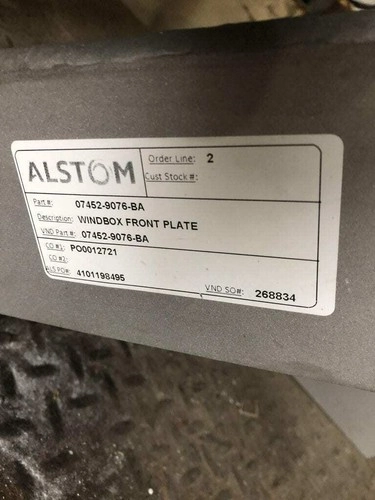 ALSTOM
Order Line: 2
Cust Stock #:
Part #: 07452-9076-BA
Description: WINDBOX FRONT PLATE
VND Part#: 07452-9076-BA
CO #1: PO0012721
CO #2:
ALS PO#: 4101198495
VND SO#: 268834